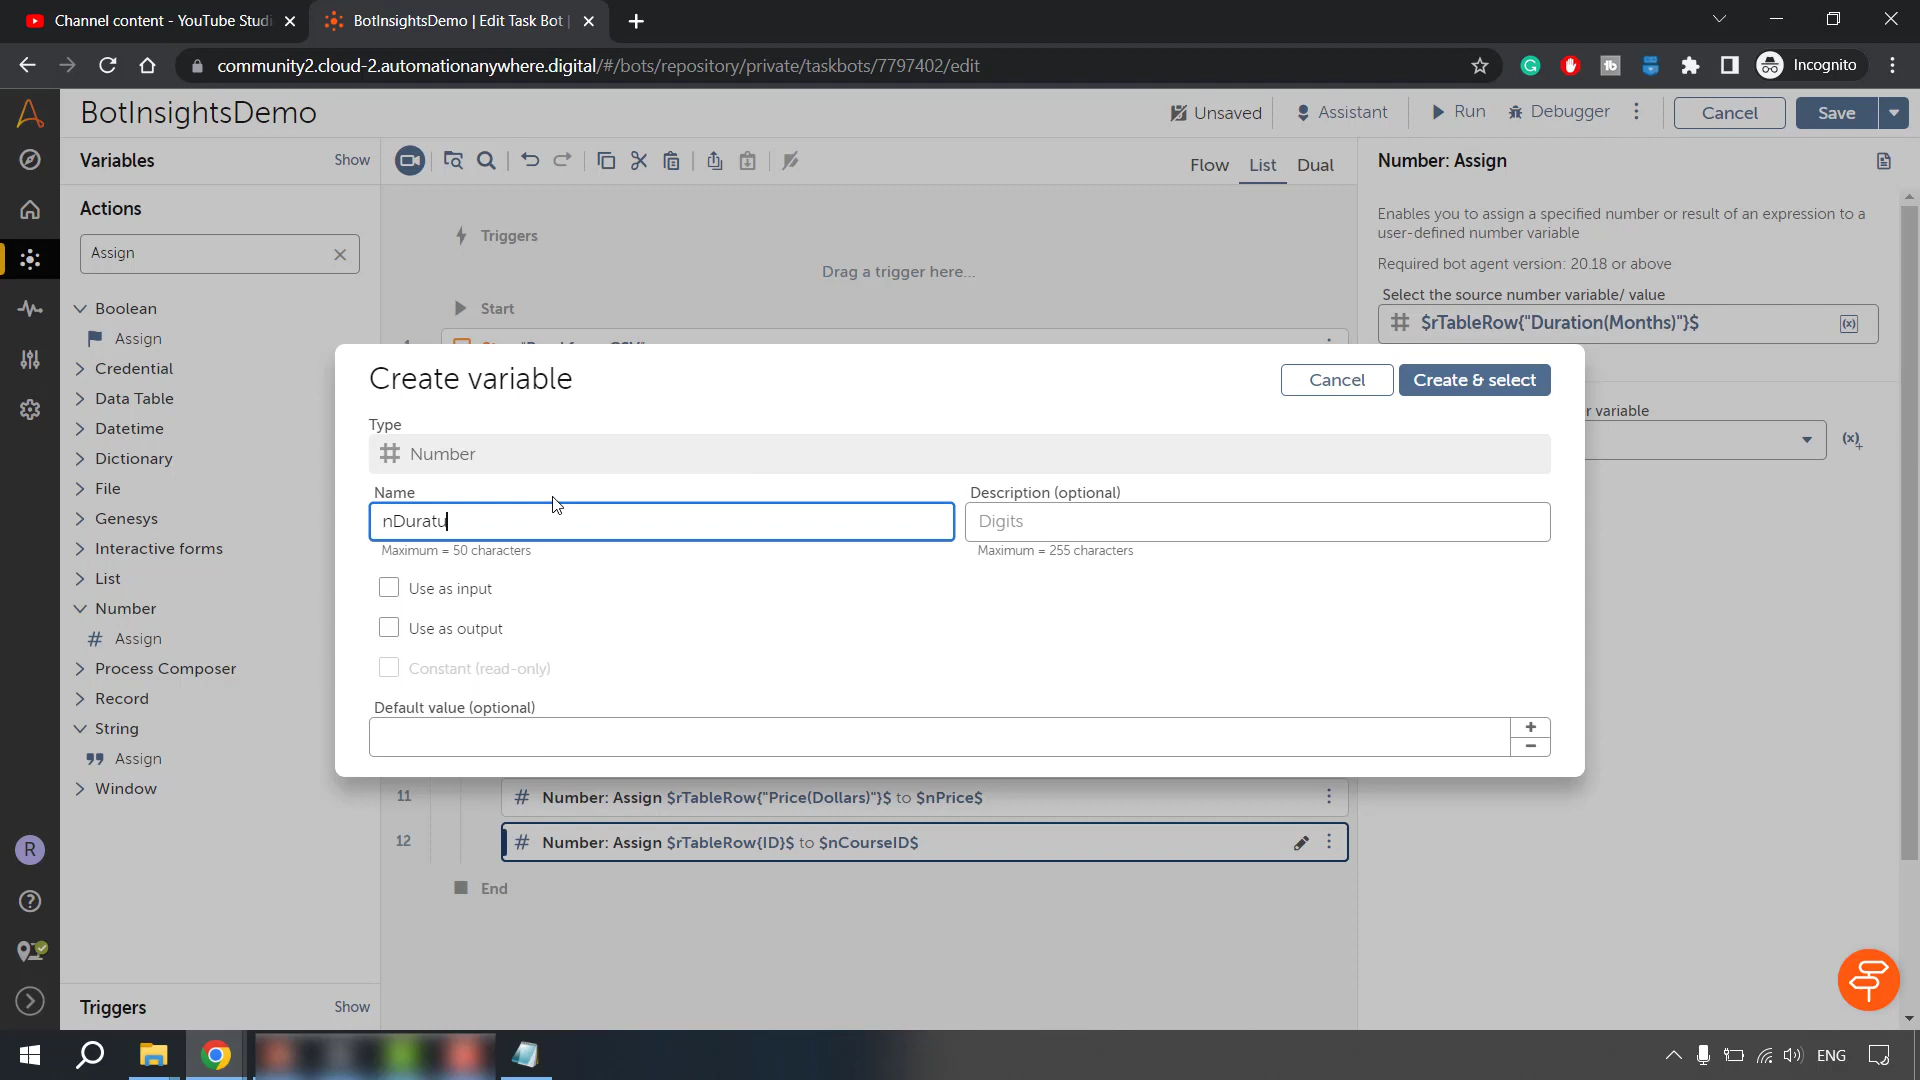 Channel content - YouTube Studi
BotInsightsDemo | Edit Task Bot |
community2.cloud-2.automationanywhere.digital/#/bots/repository/private/taskbots/7797402/edit
Incognito
BotInsightsDemo
Unsaved
Assistant
Run
Debugger
Cancel
Save
Variables
Show
Flow
List
Dual
Number: Assign
Actions
Assign
Enables you to assign a specified number or result of an expression to a
user-defined number variable
Required bot agent version: 20.18 or above
Select the source number variable/ value
$rTableRow{"Duration(Months)"}$
(x)
r variable
(x)+
Triggers
Drag a trigger here...
Start
Boolean
Assign
Credential
Data Table
Datetime
Dictionary
File
Genesys
Interactive forms
List
Number
Assign
Process Composer
Record
String
Assign
Window
Create variable
Cancel
Create & select
Type
Number
Name
nDuratu
Maximum = 50 characters
Description (optional)
Digits
Maximum = 255 characters
Use as input
Use as output
Constant (read-only)
Default value (optional)
11
Number: Assign $rTableRow{"Price(Dollars)"}$ to $nPrice$
12
Number: Assign $rTableRow{ID}$ to $nCourseID$
End
R
Triggers
Show
ENG